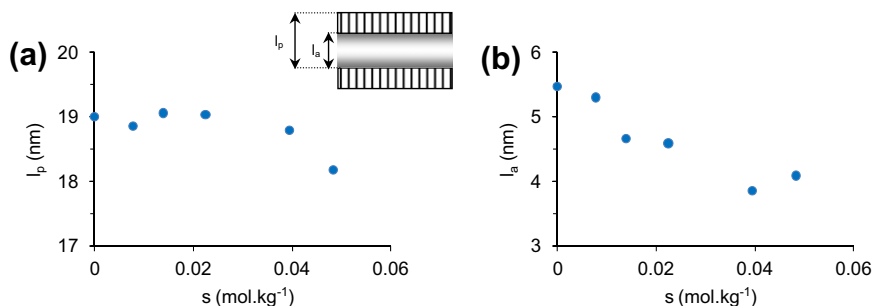 (a)
20
19
18
17
lₚ (nm)
0
0.02
0.04
0.06
s (mol.kg⁻¹)
lₚ
lₐ
(b)
6
5
4
3
lₐ (nm)
0
0.02
0.04
0.06
s (mol.kg⁻¹)